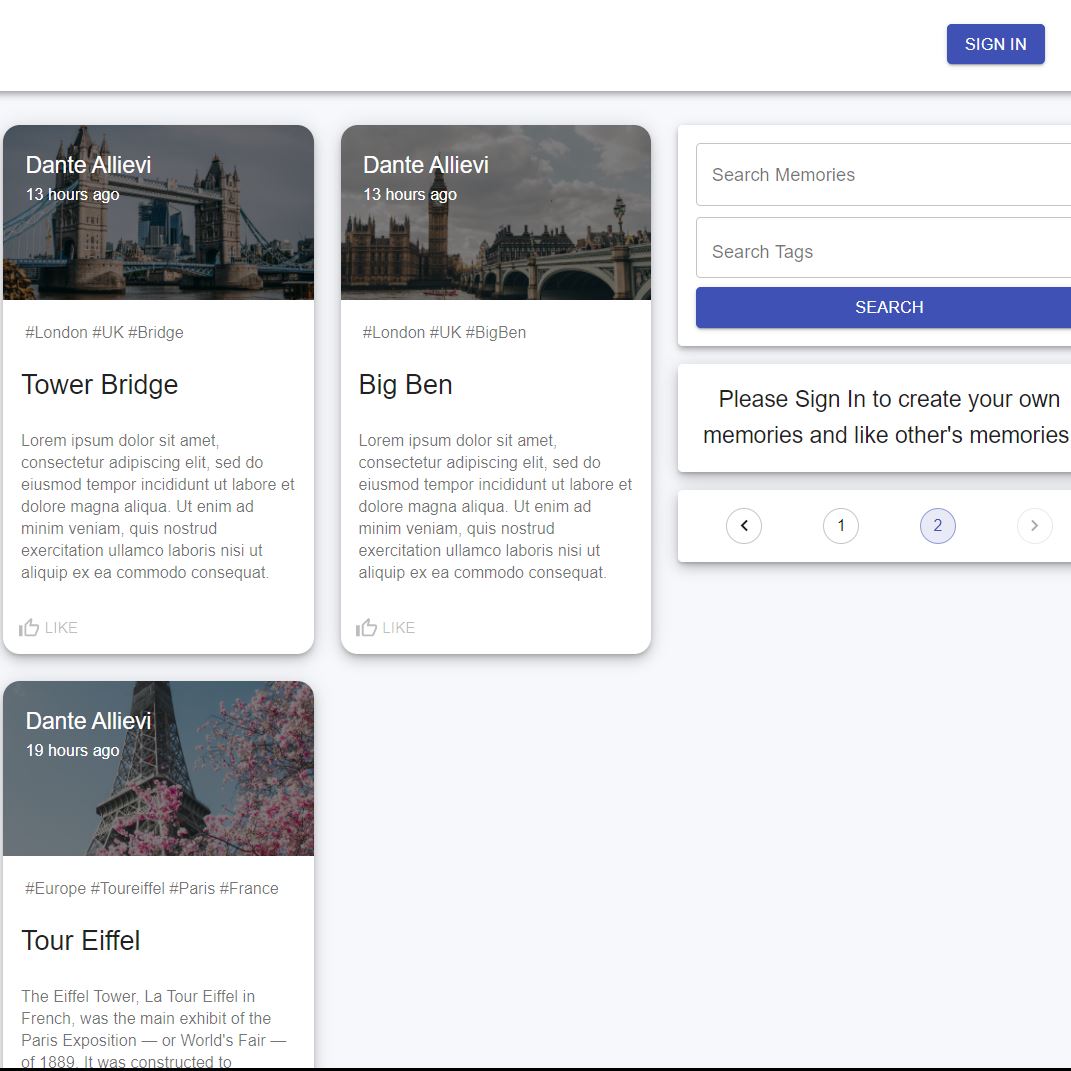 SIGN IN
Dante Allievi
13 hours ago
#London #UK #Bridge
Tower Bridge
Lorem ipsum dolor sit amet,
consectetur adipiscing elit, sed do
eiusmod tempor incididunt ut labore et
dolore magna aliqua. Ut enim ad
minim veniam, quis nostrud
exercitation ullamco laboris nisi ut
aliquip ex ea commodo consequat.
LIKE
Dante Allievi
13 hours ago
#London #UK #BigBen
Big Ben
Lorem ipsum dolor sit amet,
consectetur adipiscing elit, sed do
eiusmod tempor incididunt ut labore et
dolore magna aliqua. Ut enim ad
minim veniam, quis nostrud
exercitation ullamco laboris nisi ut
aliquip ex ea commodo consequat.
LIKE
Dante Allievi
19 hours ago
#Europe #Toureiffel #Paris #France
Tour Eiffel
The Eiffel Tower, La Tour Eiffel in
French, was the main exhibit of the
Paris Exposition — or World's Fair —
of 1889. It was constructed to
Search Memories
Search Tags
SEARCH
Please Sign In to create your own
memories and like other's memories
1 2